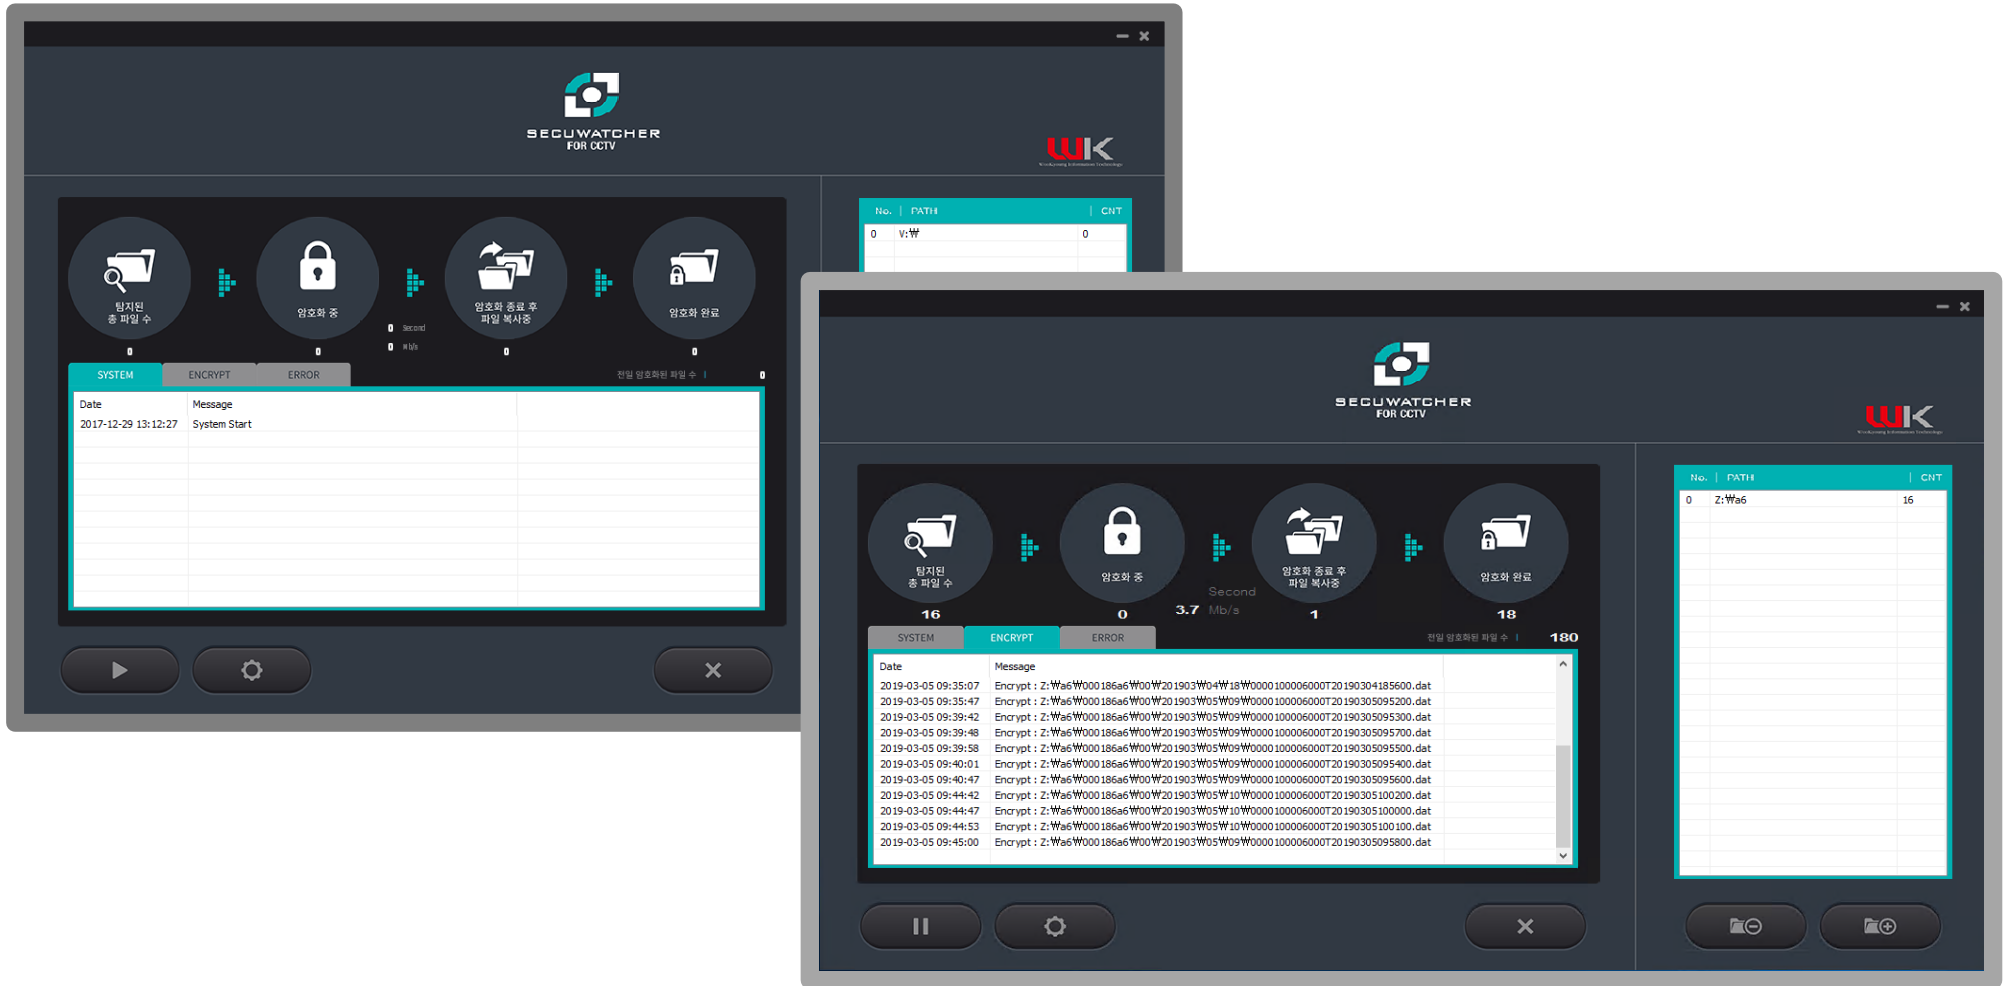 SECUWATCHER
FOR CCTV
WK
No. | PATH | CNT
0 V:₩ 0
탐지된
총 파일 수
0
암호화 중
0
0 Second
0 Mb/s
암호화 종료 후
파일 복사중
0
암호화 완료
0
SYSTEM ENCRYPT ERROR
전일 암호화된 파일 수 | 0
Date Message
2017-12-29 13:12:27 System Start
SECUWATCHER
FOR CCTV
WK
No. | PATH | CNT
0 Z:₩a6 16
탐지된
총 파일 수
16
암호화 중
0
Second
3.7 Mb/s
암호화 종료 후
파일 복사중
1
암호화 완료
18
SYSTEM ENCRYPT ERROR
전일 암호화된 파일 수 | 180
Date Message
2019-03-05 09:35:07 Encrypt : Z:₩a6₩000186a6₩00₩201903₩04₩18₩0000100006000T20190304185600.dat
2019-03-05 09:35:47 Encrypt : Z:₩a6₩000186a6₩00₩201903₩05₩09₩0000100006000T20190305095200.dat
2019-03-05 09:39:42 Encrypt : Z:₩a6₩000186a6₩00₩201903₩05₩09₩0000100006000T20190305095300.dat
2019-03-05 09:39:48 Encrypt : Z:₩a6₩000186a6₩00₩201903₩05₩09₩0000100006000T20190305095700.dat
2019-03-05 09:39:58 Encrypt : Z:₩a6₩000186a6₩00₩201903₩05₩09₩0000100006000T20190305095500.dat
2019-03-05 09:40:01 Encrypt : Z:₩a6₩000186a6₩00₩201903₩05₩09₩0000100006000T20190305095400.dat
2019-03-05 09:40:47 Encrypt : Z:₩a6₩000186a6₩00₩201903₩05₩09₩0000100006000T20190305095600.dat
2019-03-05 09:44:42 Encrypt : Z:₩a6₩000186a6₩00₩201903₩05₩10₩0000100006000T20190305100200.dat
2019-03-05 09:44:47 Encrypt : Z:₩a6₩000186a6₩00₩201903₩05₩10₩0000100006000T20190305100000.dat
2019-03-05 09:44:53 Encrypt : Z:₩a6₩000186a6₩00₩201903₩05₩10₩0000100006000T20190305100100.dat
2019-03-05 09:45:00 Encrypt : Z:₩a6₩000186a6₩00₩201903₩05₩09₩0000100006000T20190305095800.dat